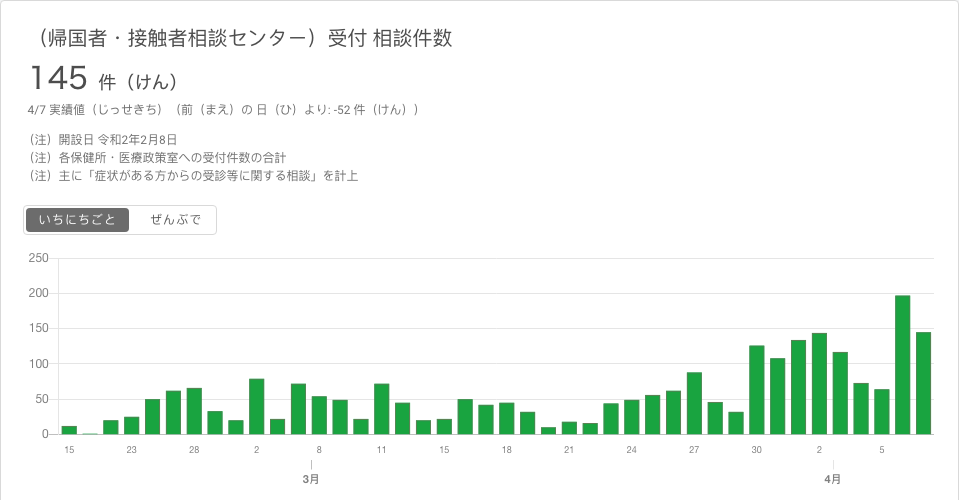 （帰国者・接触者相談センター）受付 相談件数
145 件（けん）
4/7 実績値（じっせきち）（前（まえ）の 日（ひ）より: -52 件（けん））
（注）開設日 令和2年2月8日
（注）各保健所・医療政策室への受付件数の合計
（注）主に「症状がある方からの受診等に関する相談」を計上
いちにちごと ぜんぶで
250
200
150
100
50
0
15 23 28 2 8 11 15 18 21 24 27 30 2 5
3月 4月